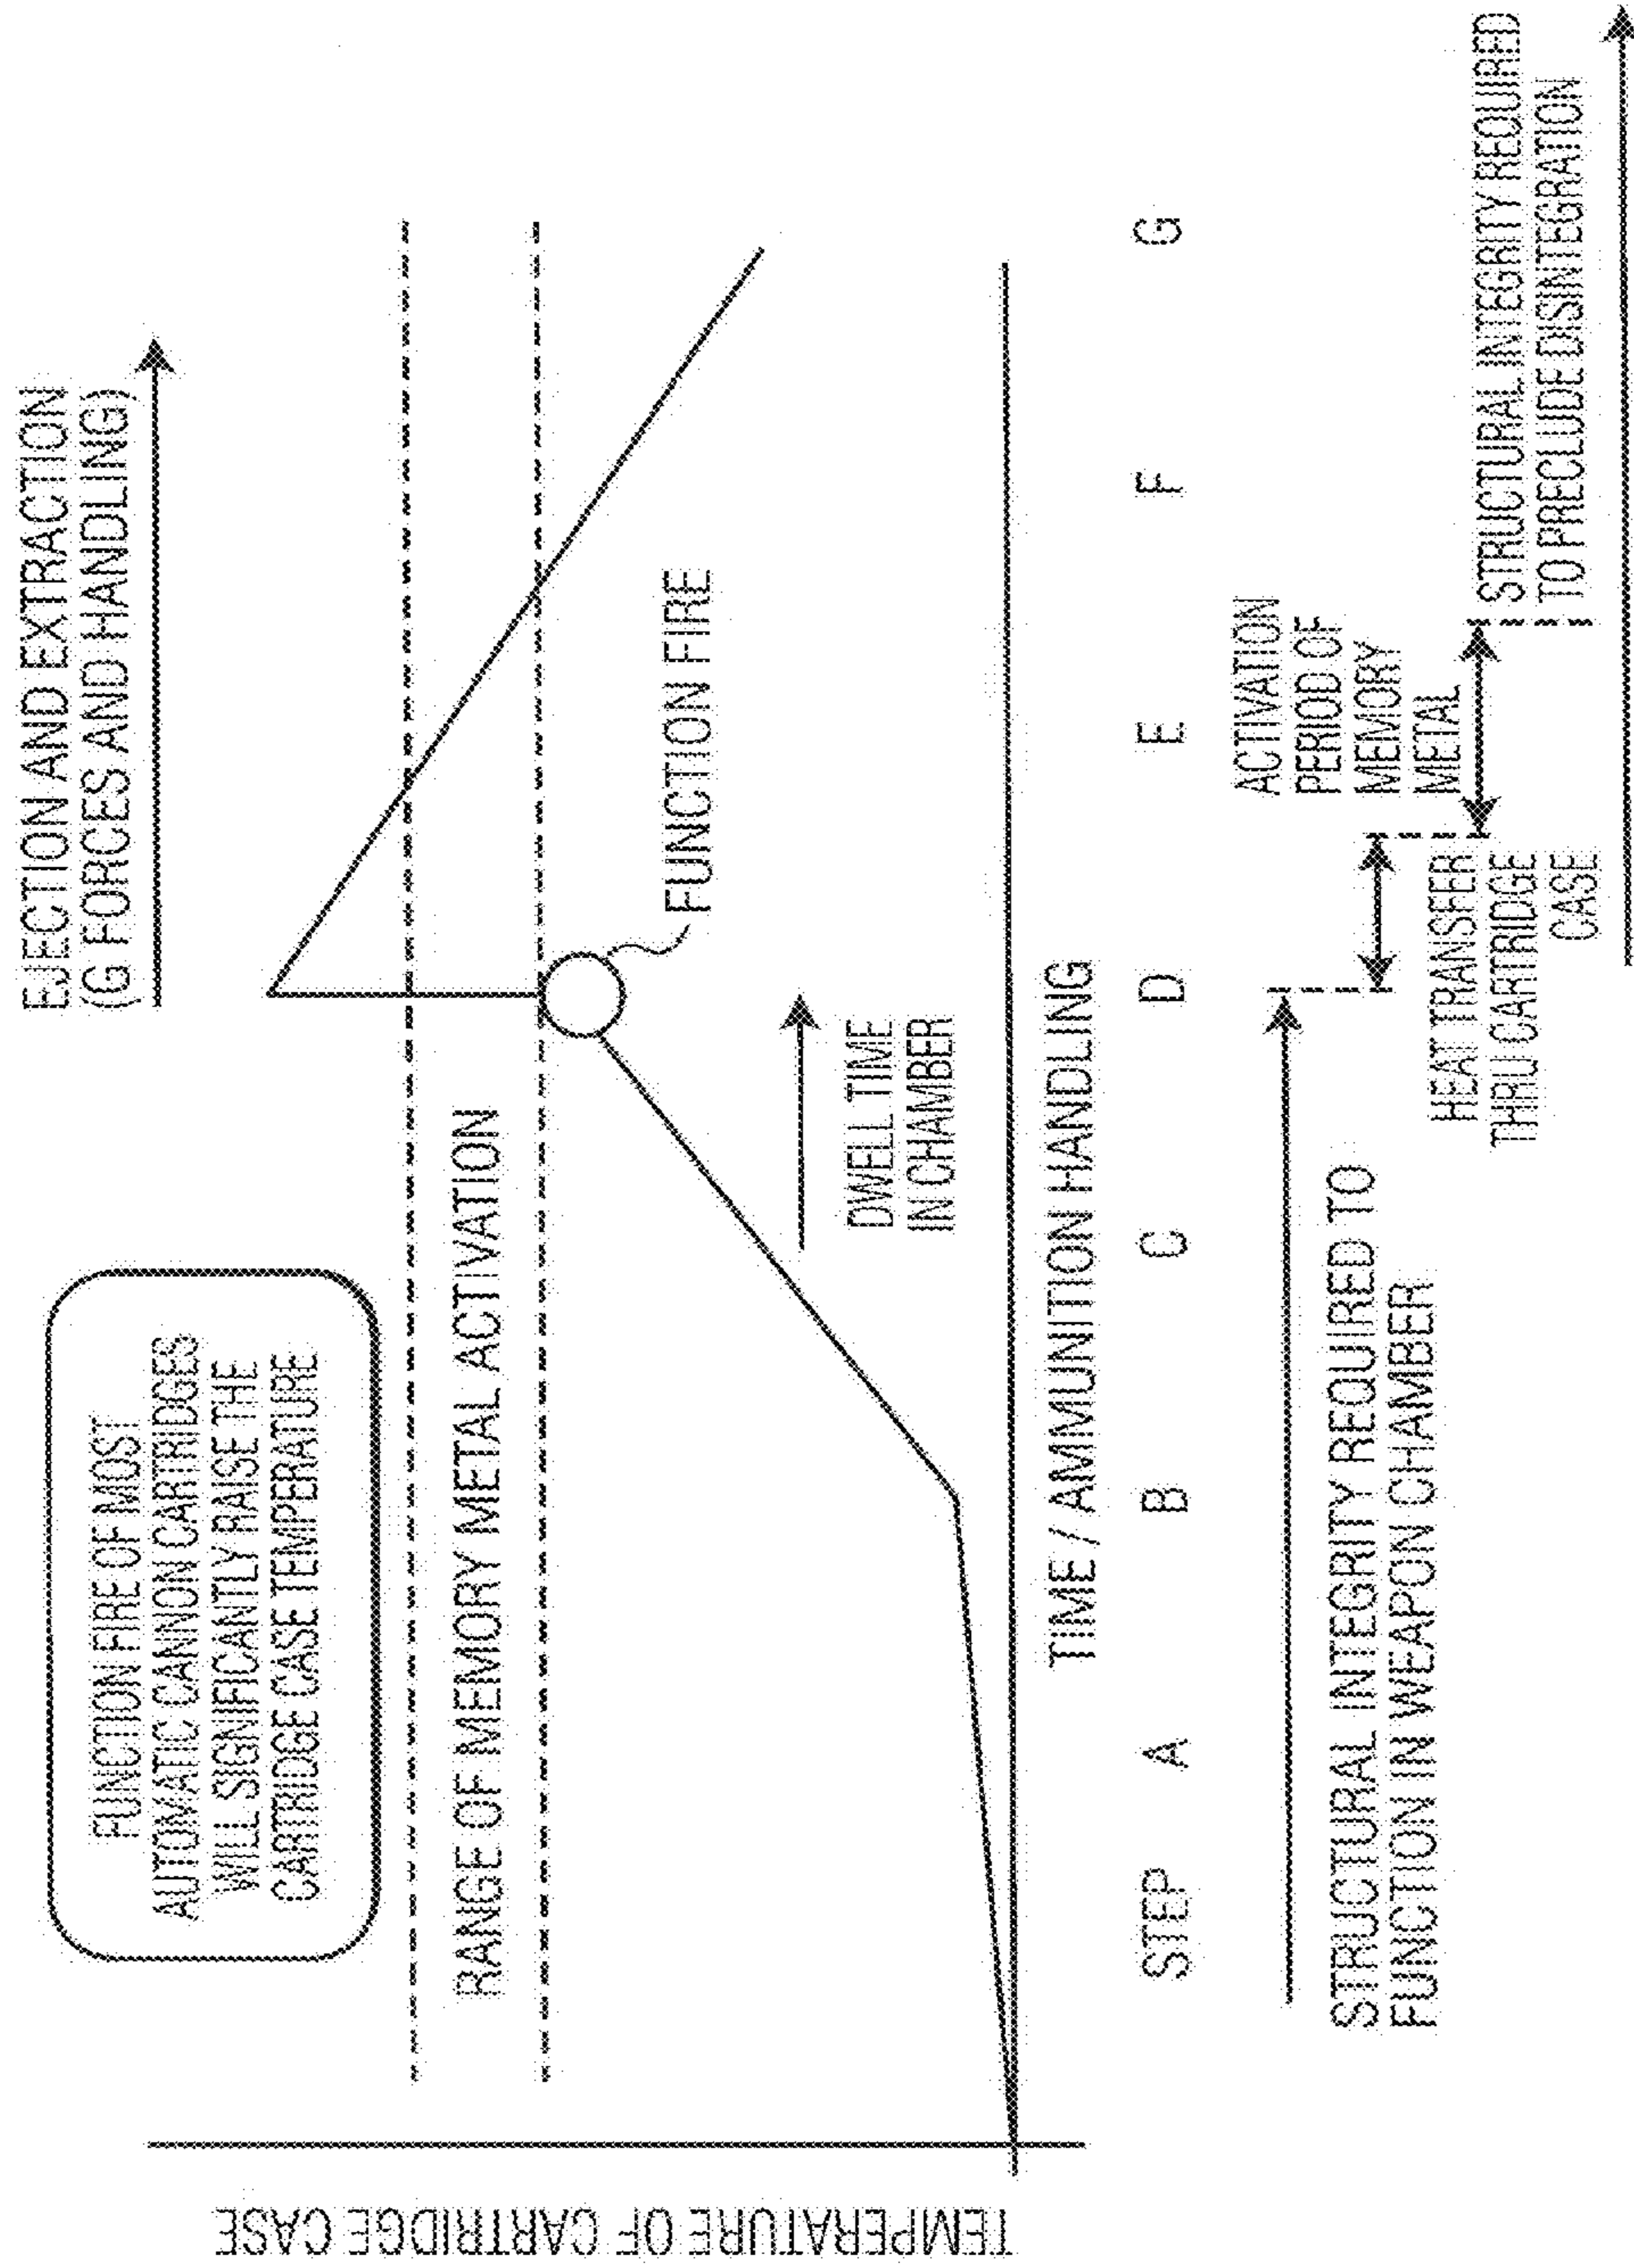 EJECTION AND EXTRACTION
(G FORCES AND HANDLING)
FUNCTION FIRE OF MOST
AUTOMATIC CANNON CARTRIDGES
WILL SIGNIFICANTLY RAISE THE
CARTRIDGE CASE TEMPERATURE
RANGE OF MEMORY METAL ACTIVATION
FUNCTION FIRE
DWELL TIME
IN CHAMBER
TEMPERATURE OF CARTRIDGE CASE
TIME / AMMUNITION HANDLING
STEP A B C D E F G
STRUCTURAL INTEGRITY REQUIRED TO
FUNCTION IN WEAPON CHAMBER
HEAT TRANSFER
THRU CARTRIDGE
CASE
ACTIVATION
PERIOD OF
MEMORY
METAL
STRUCTURAL INTEGRITY REQUIRED
TO PRECLUDE DISINTEGRATION